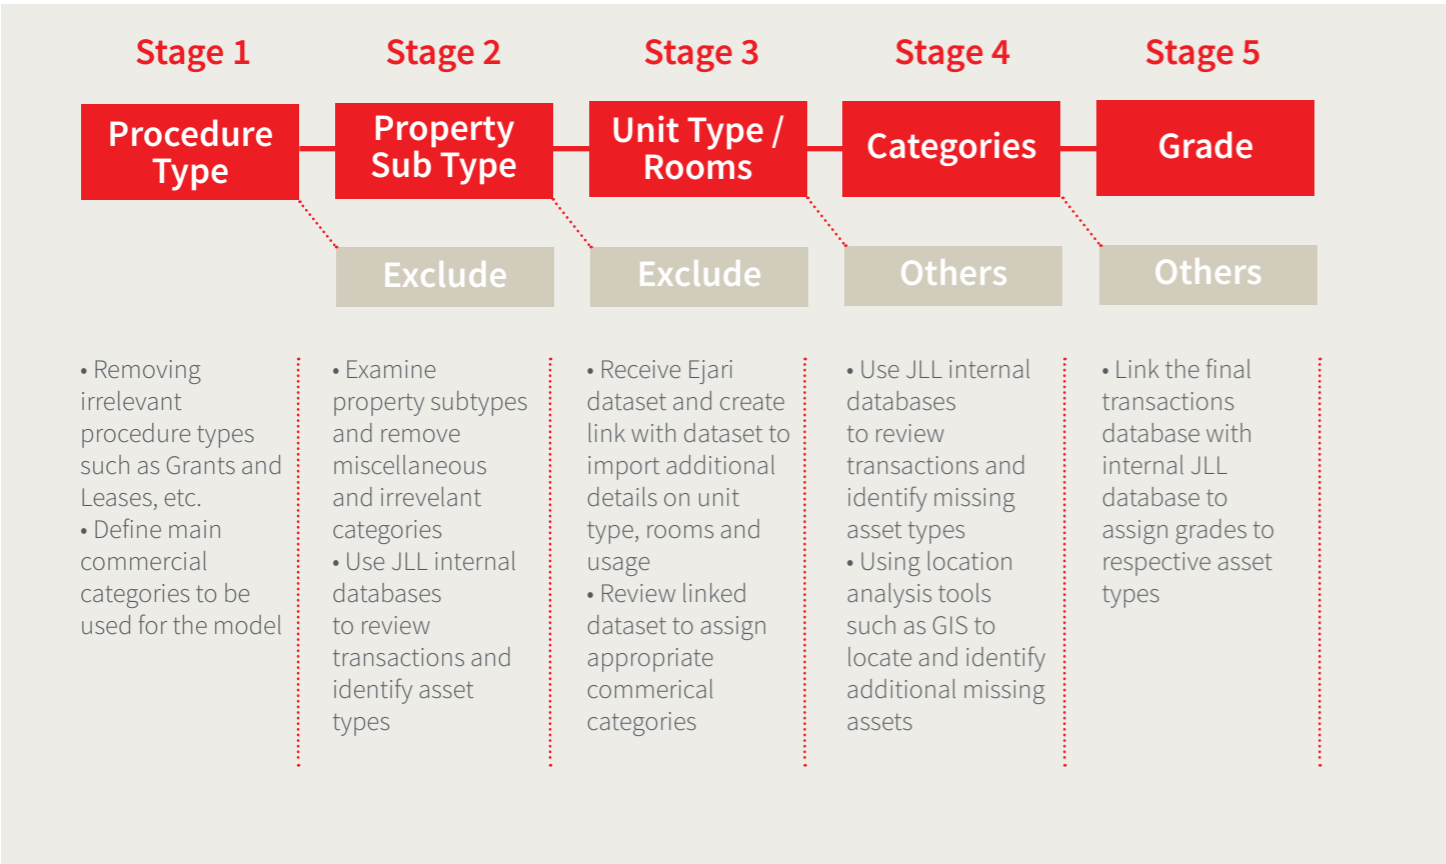 Stage 1
Stage 2
Stage 3
Stage 4
Stage 5
Procedure
Type
Property
Sub Type
Unit Type /
Rooms
Categories
Grade
Exclude
Exclude
Others
Others
• Removing
irrelevant
procedure types
such as Grants and
Leases, etc.
• Define main
commercial
categories to be
used for the model
• Examine
property subtypes
and remove
miscellaneous
and irrevelant
categories
• Use JLL internal
databases
to review
transactions and
identify asset
types
• Receive Ejari
dataset and create
link with dataset to
import additional
details on unit
type, rooms and
usage
• Review linked
dataset to assign
appropriate
commerical
categories
• Use JLL internal
databases
to review
transactions and
identify missing
asset types
• Using location
analysis tools
such as GIS to
locate and identify
additional missing
assets
• Link the final
transactions
database with
internal JLL
database to
assign grades to
respective asset
types